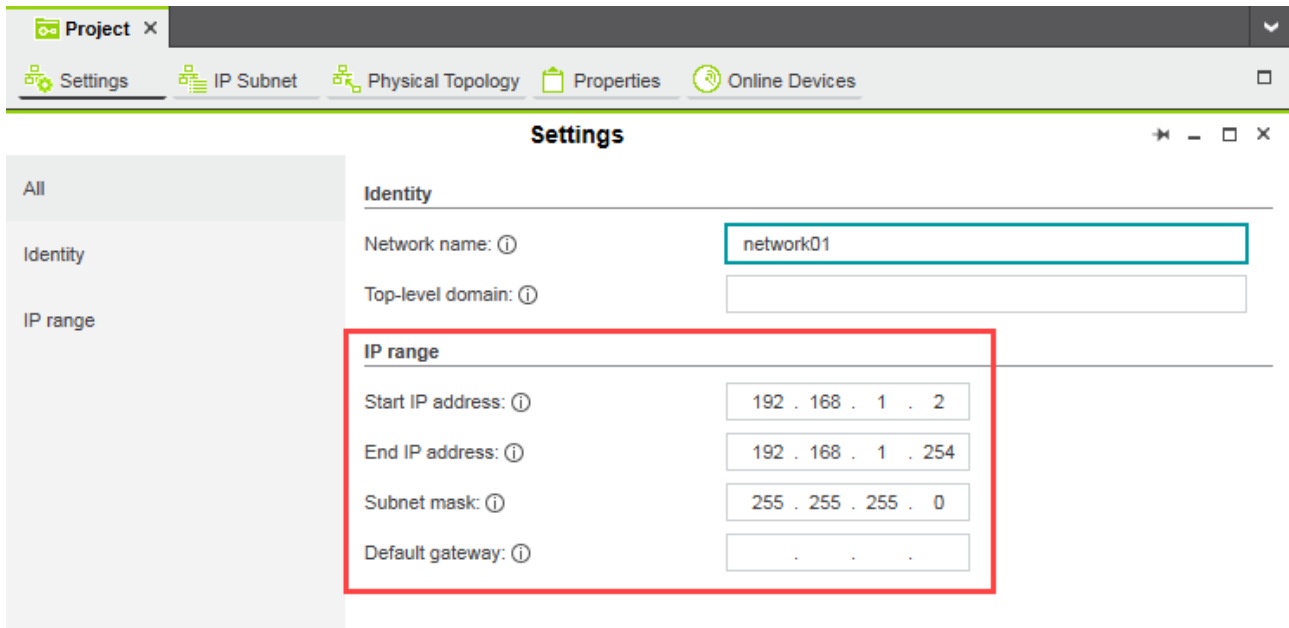 Project
Settings IP Subnet Physical Topology Properties Online Devices
Settings
All
Identity
IP range
Identity
Network name:
network01
Top-level domain:
IP range
Start IP address:
192 . 168 . 1 . 2
End IP address:
192 . 168 . 1 . 254
Subnet mask:
255 . 255 . 255 . 0
Default gateway:
. . .